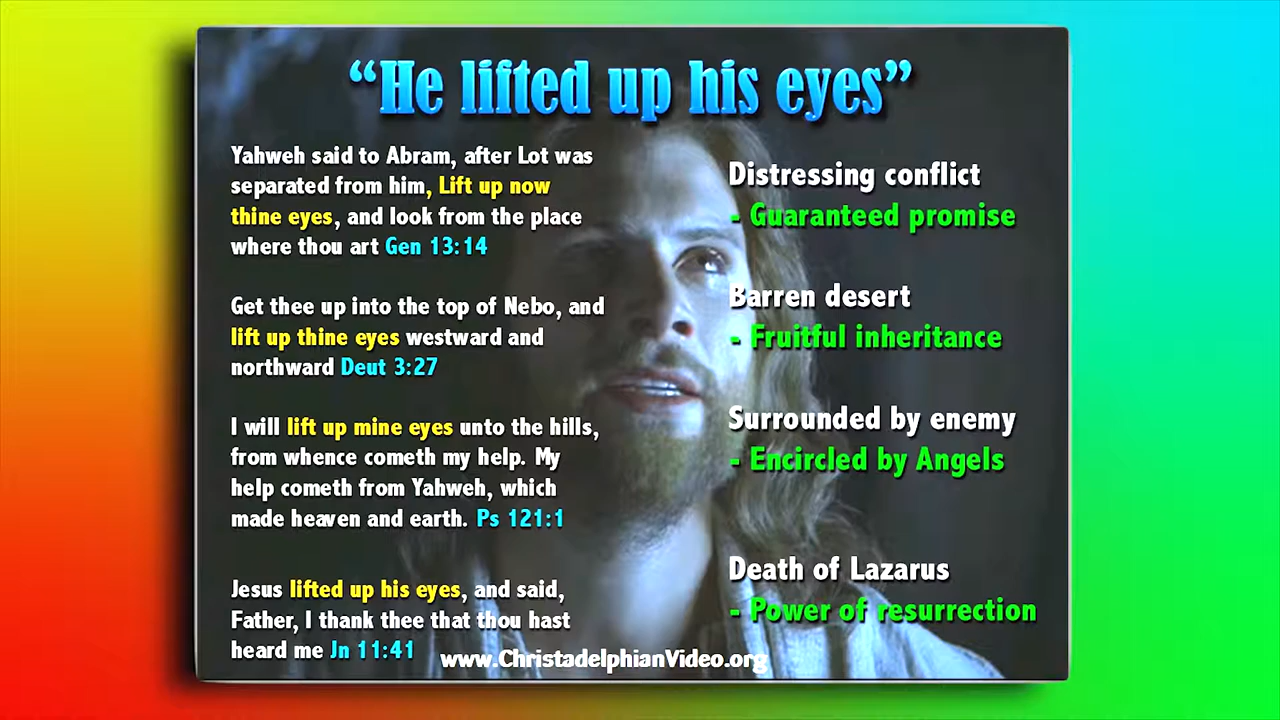 “He lifted up his eyes”
Yahweh said to Abram, after Lot was
separated from him, Lift up now
thine eyes, and look from the place
where thou art Gen 13:14
Distressing conflict
- Guaranteed promise
Get thee up into the top of Nebo, and
lift up thine eyes westward and
northward Deut 3:27
Barren desert
- Fruitful inheritance
I will lift up mine eyes unto the hills,
from whence cometh my help. My
help cometh from Yahweh, which
made heaven and earth. Ps 121:1
Surrounded by enemy
- Encircled by Angels
Jesus lifted up his eyes, and said,
Father, I thank thee that thou hast
heard me Jn 11:41
Death of Lazarus
- Power of resurrection
www.ChristadelphianVideo.org